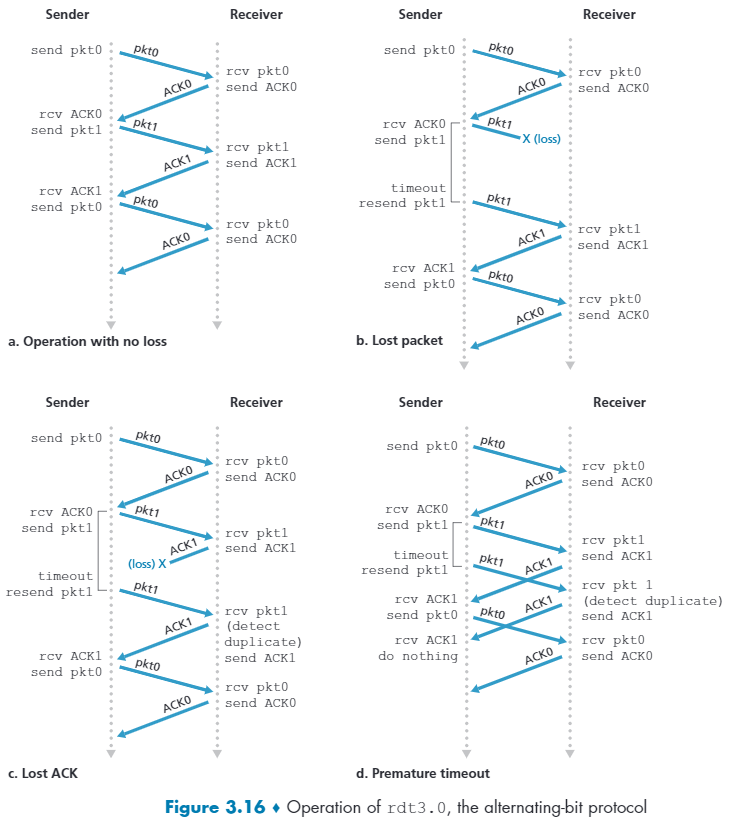 Sender
Receiver
send pkt0
pkt0
rcv pkt0
send ACK0
ACK0
rcv ACK0
send pkt1
pkt1
rcv pkt1
send ACK1
ACK1
rcv ACK1
send pkt0
pkt0
rcv pkt0
send ACK0
ACK0
a. Operation with no loss
Sender
Receiver
send pkt0
pkt0
rcv pkt0
send ACK0
ACK0
rcv ACK0
send pkt1
pkt1
X (loss)
timeout
resend pkt1
pkt1
rcv pkt1
send ACK1
ACK1
rcv ACK1
send pkt0
pkt0
rcv pkt0
send ACK0
ACK0
b. Lost packet
Sender
Receiver
send pkt0
pkt0
rcv pkt0
send ACK0
ACK0
rcv ACK0
send pkt1
pkt1
rcv pkt1
send ACK1
ACK1
(loss) X
timeout
resend pkt1
pkt1
rcv pkt1
(detect
duplicate)
send ACK1
ACK1
rcv ACK1
send pkt0
pkt0
rcv pkt0
send ACK0
ACK0
c. Lost ACK
Sender
Receiver
send pkt0
pkt0
rcv pkt0
send ACK0
ACK0
rcv ACK0
send pkt1
pkt1
rcv pkt1
send ACK1
timeout
resend pkt1
pkt1
ACK1
rcv pkt 1
(detect duplicate)
send ACK1
rcv ACK1
send pkt0
pkt0
ACK1
rcv pkt0
send ACK0
rcv ACK1
do nothing
ACK0
d. Premature timeout
Figure 3.16 ♦ Operation of rdt3.0, the alternating-bit protocol